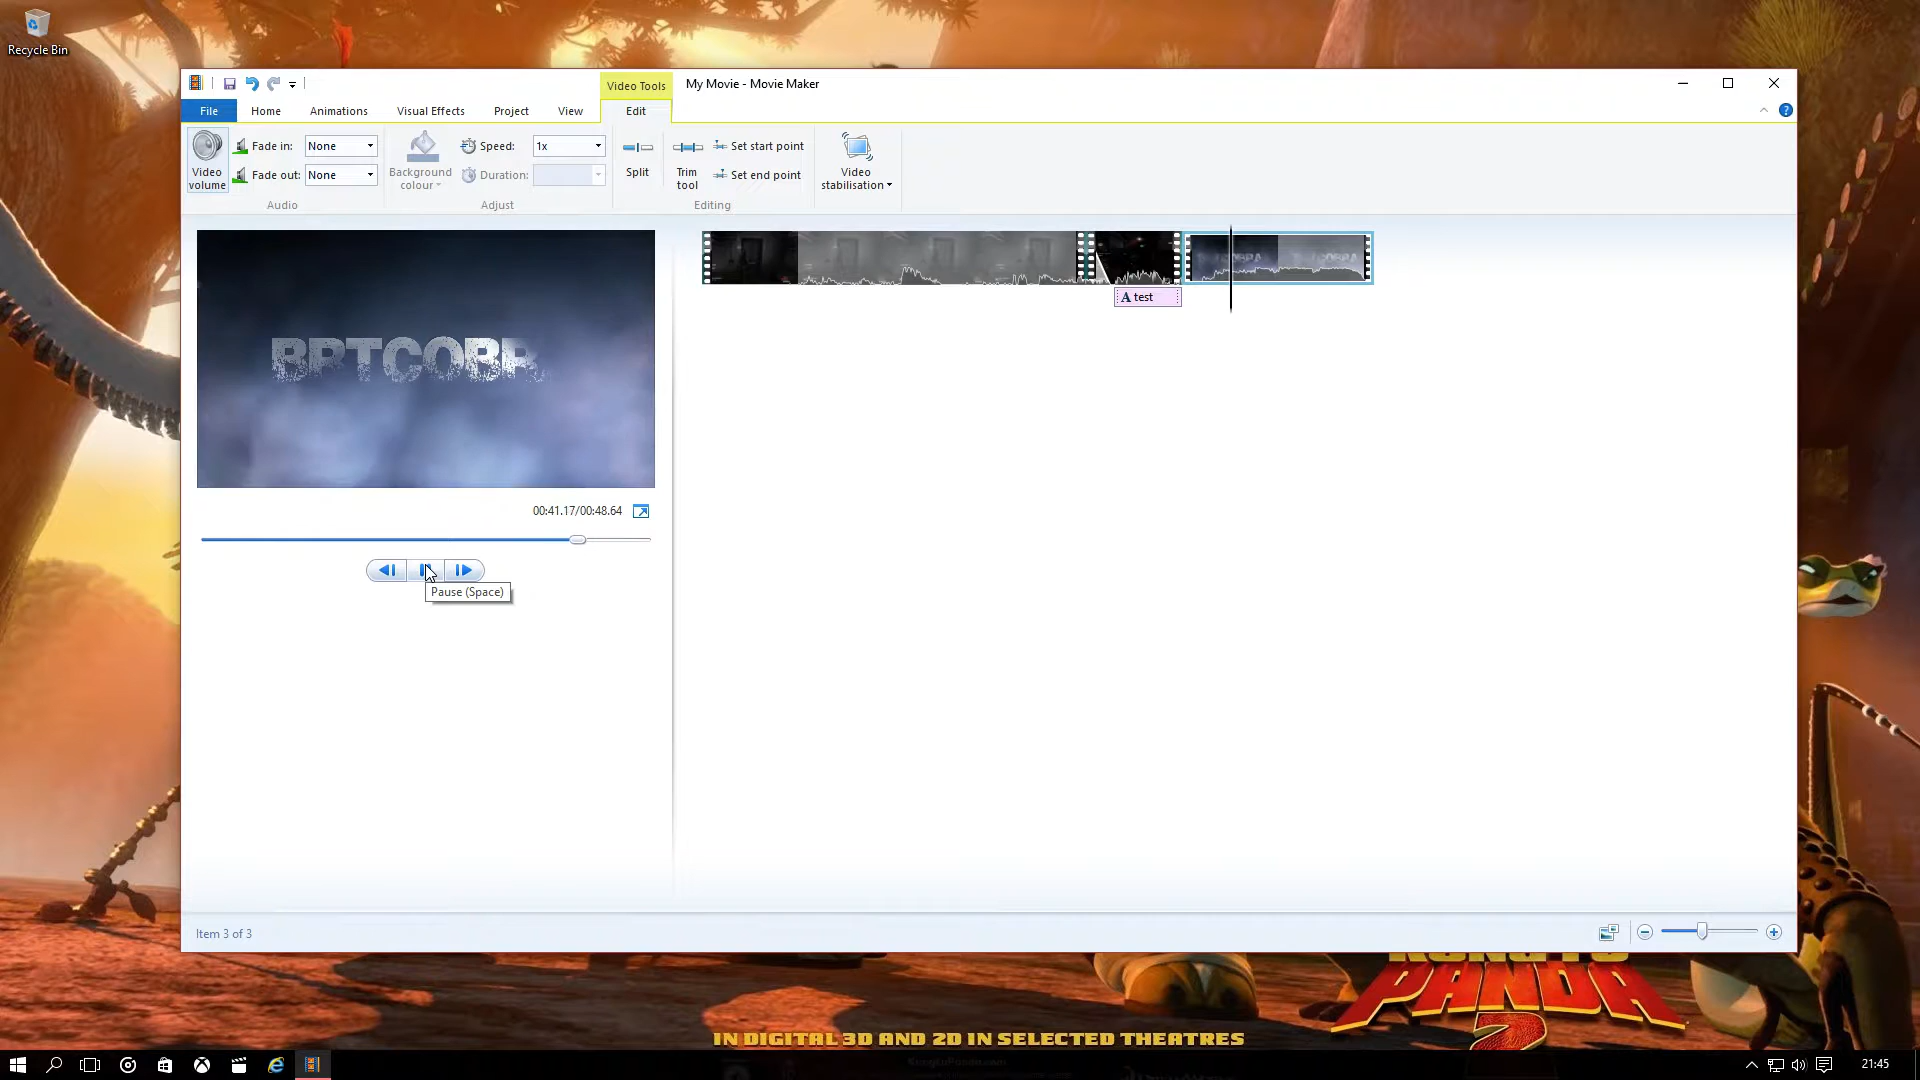 Recycle Bin
Video Tools
My Movie - Movie Maker
File
Home
Animations
Visual Effects
Project
View
Edit
Video volume
Fade in:
None
Fade out:
None
Audio
Background colour
Speed:
1x
Duration:
Adjust
Split
Trim tool
Set start point
Set end point
Editing
Video stabilisation
A test
00:41.17/00:48.64
Pause (Space)
Item 3 of 3
PANDA
2
IN DIGITAL 3D AND 2D IN SELECTED THEATRES
21:45